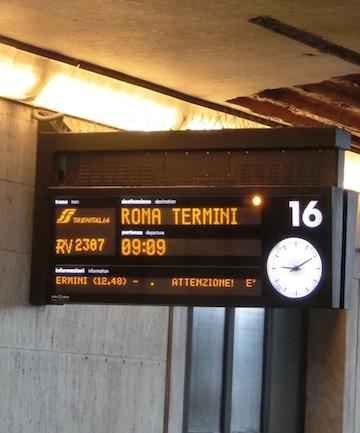 treno train
destinazione destination
16
TRENITALIA
ROMA TERMINI
partenza departure
RV 2307
09:09
informazioni information
ERMINI (12.48) - . ATTENZIONE! E'